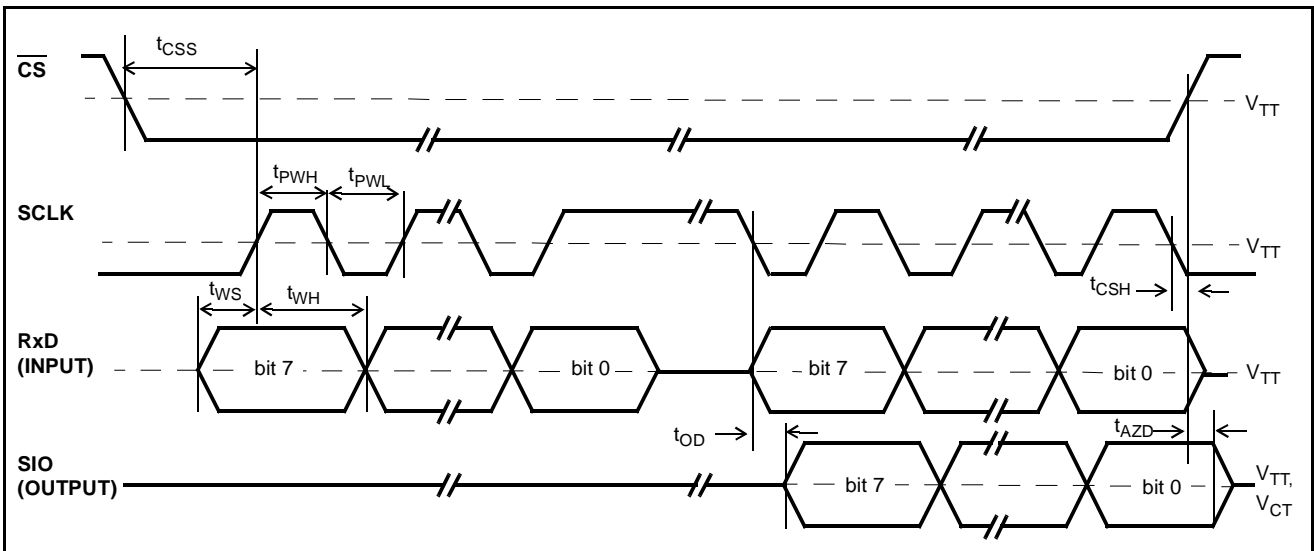 CS
tCSS
VTT
tPWH
tPWL
SCLK
VTT
tCSH
tWS
tWH
RxD
(INPUT)
bit 7
bit 0
bit 7
bit 0
VTT
tOD
tAZD
SIO
(OUTPUT)
bit 7
bit 0
VTT,
VCT